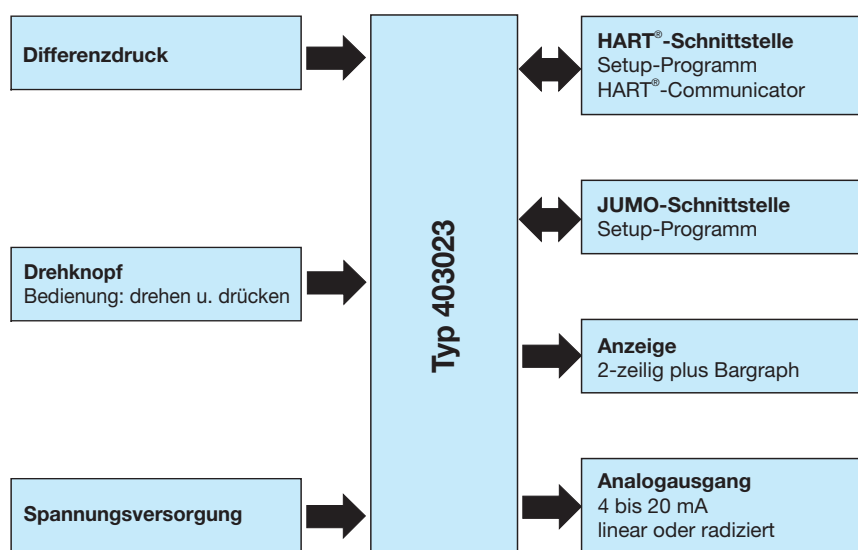 Differenzdruck
Drehknopf
Bedienung: drehen u. drücken
Spannungsversorgung
Typ 403023
HART®-Schnittstelle
Setup-Programm
HART®-Communicator
JUMO-Schnittstelle
Setup-Programm
Anzeige
2-zeilig plus Bargraph
Analogausgang
4 bis 20 mA
linear oder radiziert